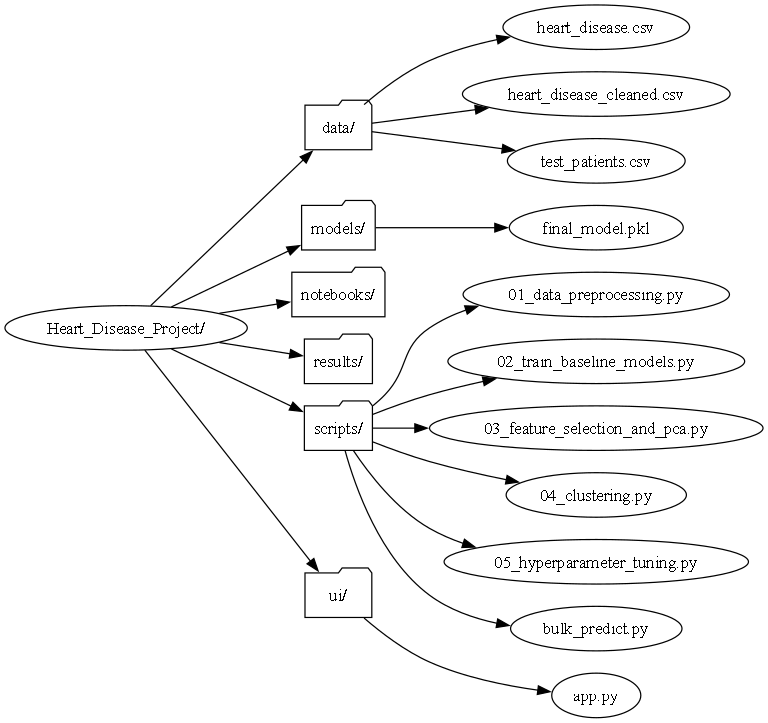 heart_disease.csv
heart_disease_cleaned.csv
data/
test_patients.csv
models/
final_model.pkl
notebooks/
01_data_preprocessing.py
Heart_Disease_Project/
results/
02_train_baseline_models.py
scripts/
03_feature_selection_and_pca.py
04_clustering.py
05_hyperparameter_tuning.py
ui/
bulk_predict.py
app.py